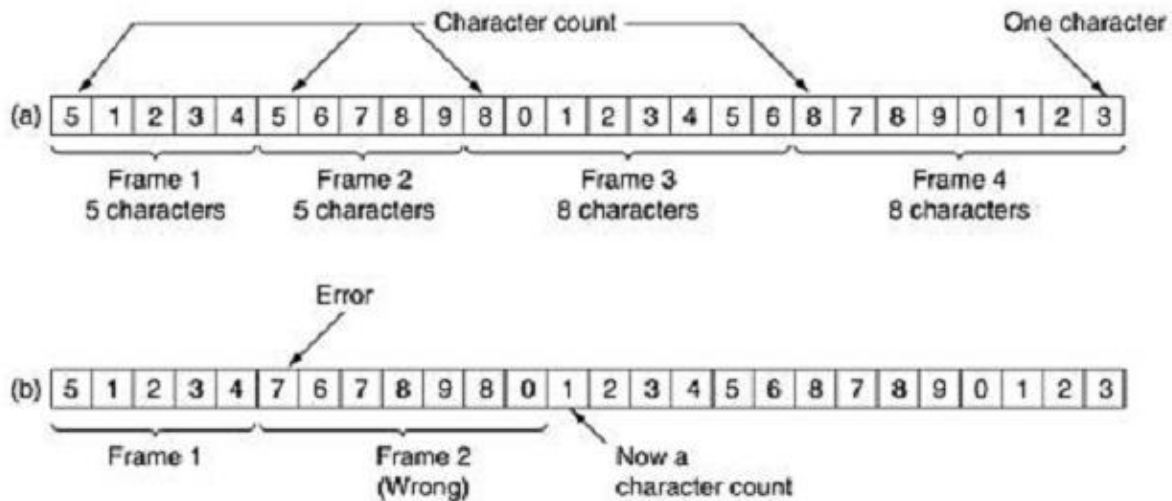 Character count
One character
(a) 5 1 2 3 4 5 6 7 8 9 8 0 1 2 3 4 5 6 8 7 8 9 0 1 2 3
Frame 1
5 characters
Frame 2
5 characters
Frame 3
8 characters
Frame 4
8 characters
Error
(b) 5 1 2 3 4 7 6 7 8 9 8 0 1 2 3 4 5 6 8 7 8 9 0 1 2 3
Frame 1
Frame 2
(Wrong)
Now a
character count